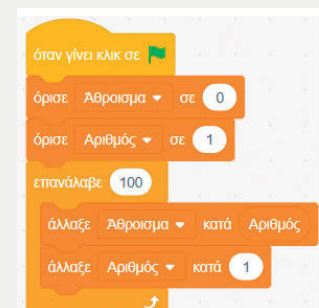 όταν γίνει κλικ σε
όρισε Άθροισμα σε 0
όρισε Αριθμός σε 1
επανάλαβε 100
άλλαξε Άθροισμα κατά Αριθμός
άλλαξε Αριθμός κατά 1